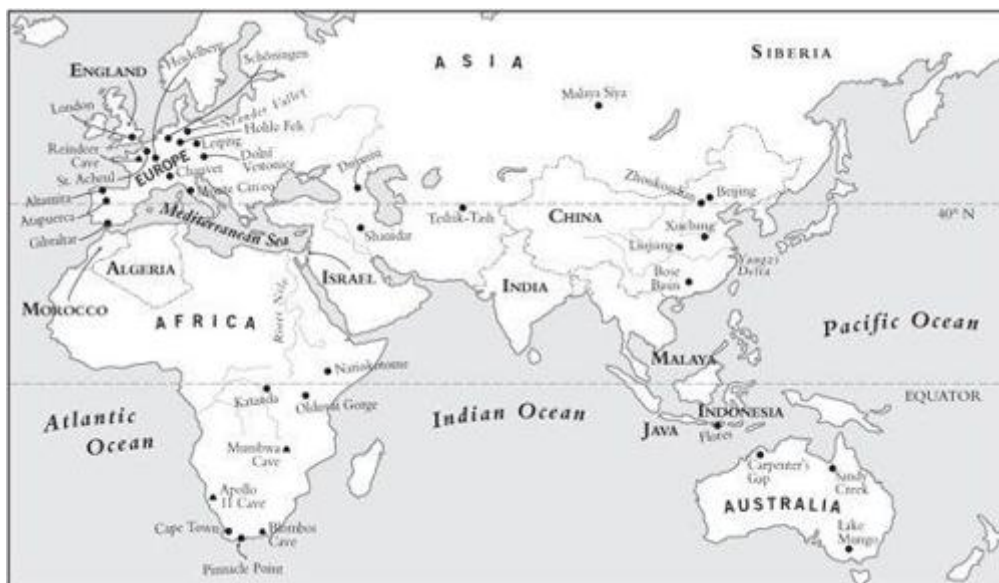 ASIA
SIBERIA
ENGLAND
Heidelberg
Schöningen
London
Neander Valley
Hohle Fels
Malaya Siya
Reindeer
Cave
Leipzig
St. Acheul
EUROPE
Dolní
Vestonice
Chauvet
Dmanisi
Zhoukoudian
Beijing
Altamira
Monte Circeo
Atapuerca
Mediterranean Sea
Teshik-Tash
CHINA
40° N
Gibraltar
Shanidar
Xuchang
Liujiang
Yangzi
Delta
ALGERIA
ISRAEL
INDIA
Bose
Basin
MOROCCO
AFRICA
River Nile
Pacific Ocean
MALAYA
Nariokotome
Katanda
Olduvai Gorge
EQUATOR
Atlantic
Ocean
Indian Ocean
INDONESIA
JAVA
Flores
Mumbwa
Cave
Carpenter's
Gap
Sandy
Creek
Apollo
11 Cave
AUSTRALIA
Cape Town
Blombos
Cave
Lake
Mungo
Pinnacle Point